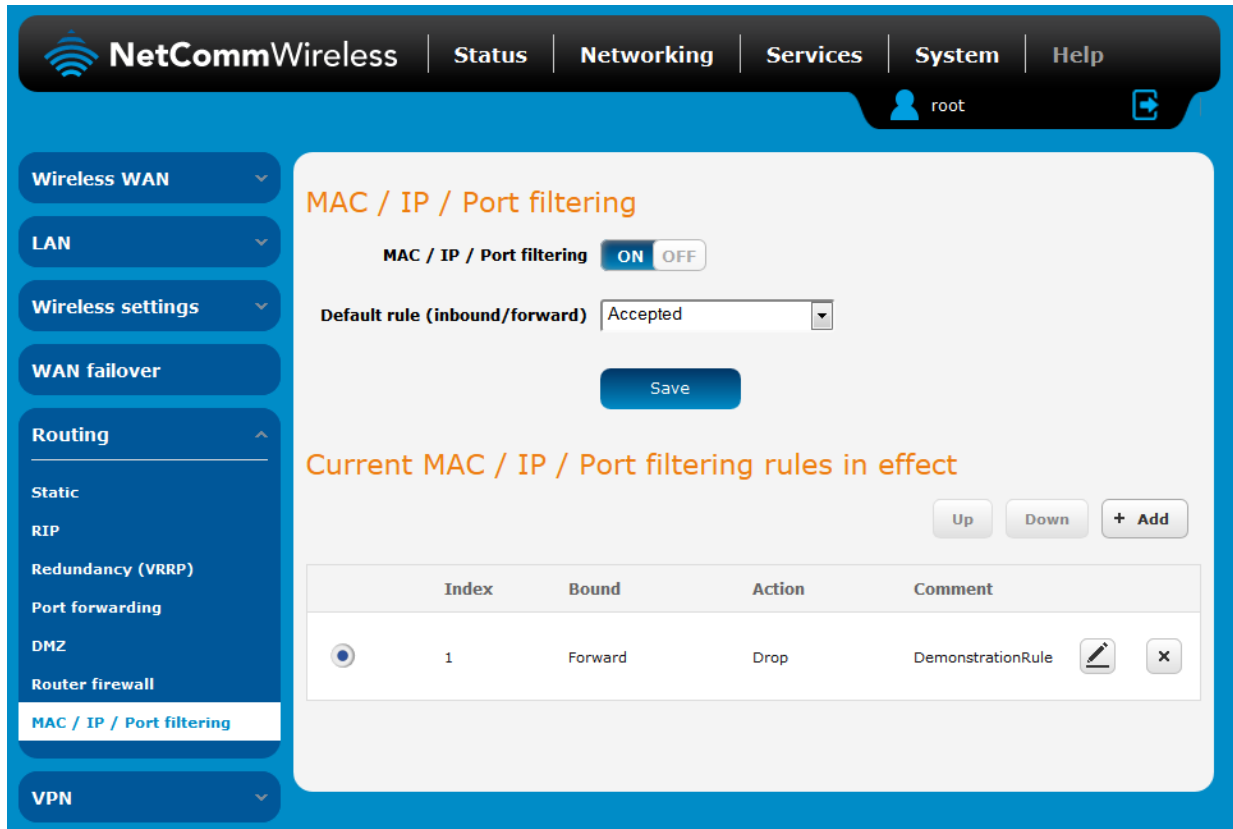 NetCommWireless Status Networking Services System Help
root
Wireless WAN
LAN
Wireless settings
WAN failover
Routing
Static
RIP
Redundancy (VRRP)
Port forwarding
DMZ
Router firewall
MAC / IP / Port filtering
VPN
MAC / IP / Port filtering
MAC / IP / Port filtering ON OFF
Default rule (inbound/forward) Accepted
Save
Current MAC / IP / Port filtering rules in effect
Up Down + Add
Index Bound Action Comment
1 Forward Drop DemonstrationRule